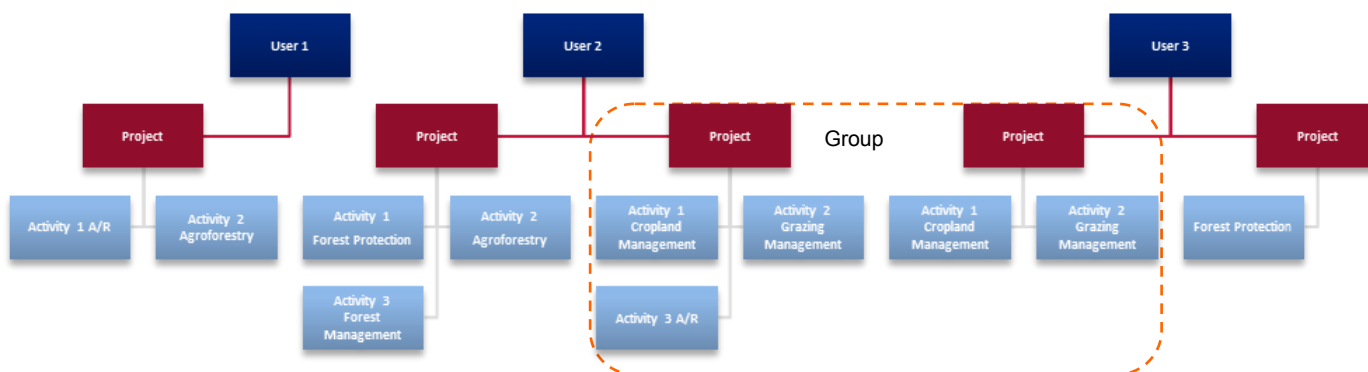 User 1
User 2
User 3
Project
Project
Project
Group
Project
Project
Activity 1 A/R
Activity 2
Agroforestry
Activity 1
Forest Protection
Activity 2
Agroforestry
Activity 1
Cropland
Management
Activity 2
Grazing
Management
Activity 1
Cropland
Management
Activity 2
Grazing
Management
Forest Protection
Activity 3
Forest
Management
Activity 3 A/R